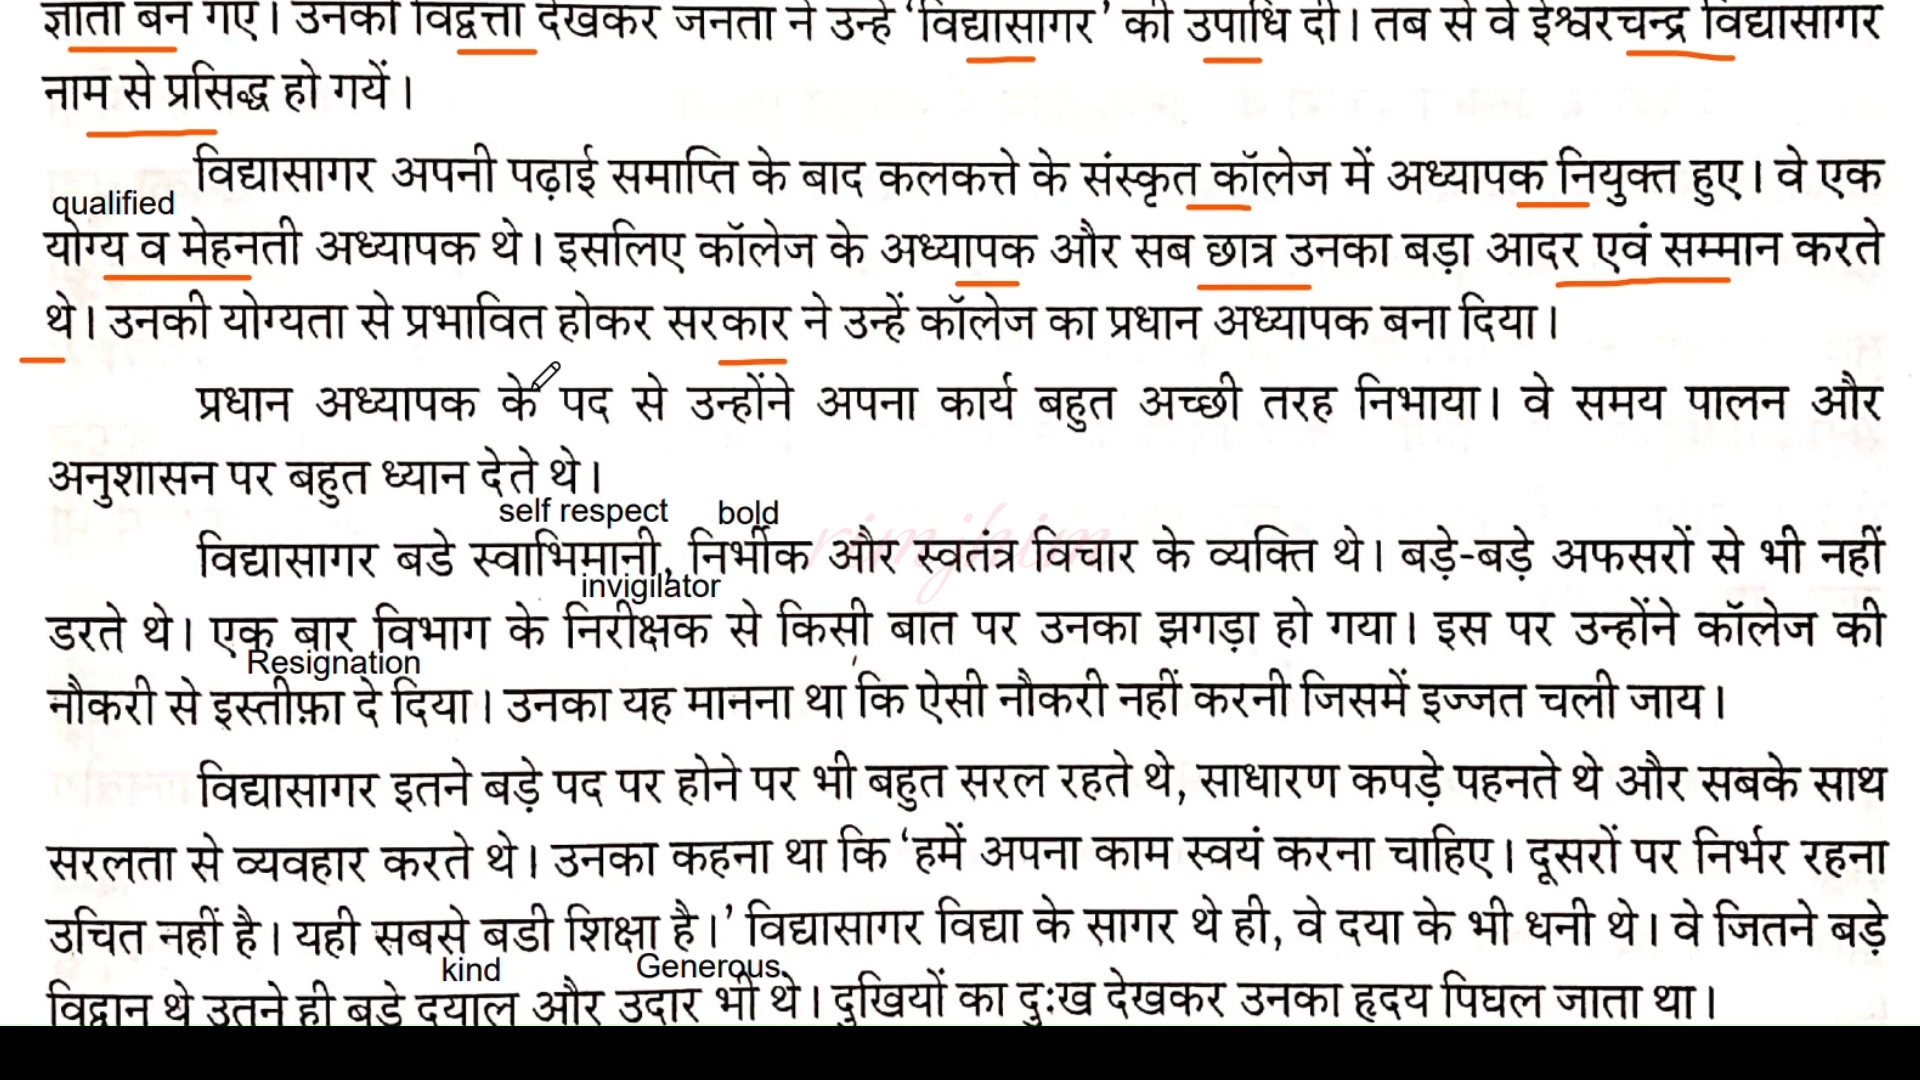 ज्ञाता बन गए। उनकी विद्वत्ता देखकर जनता ने उन्हें 'विद्यासागर' की उपाधि दी। तब से वे ईश्वरचन्द्र विद्यासागर
नाम से प्रसिद्ध हो गयें।
विद्यासागर अपनी पढ़ाई समाप्ति के बाद कलकत्ते के संस्कृत कॉलेज में अध्यापक नियुक्त हुए। वे एक
qualified
योग्य व मेहनती अध्यापक थे। इसलिए कॉलेज के अध्यापक और सब छात्र उनका बड़ा आदर एवं सम्मान करते
थे। उनकी योग्यता से प्रभावित होकर सरकार ने उन्हें कॉलेज का प्रधान अध्यापक बना दिया।
प्रधान अध्यापक के पद से उन्होंने अपना कार्य बहुत अच्छी तरह निभाया। वे समय पालन और
अनुशासन पर बहुत ध्यान देते थे।
self respect bold
rimjhim
विद्यासागर बडे स्वाभिमानी, निर्भीक और स्वतंत्र विचार के व्यक्ति थे। बड़े-बड़े अफसरों से भी नहीं
invigilator
डरते थे। एक बार विभाग के निरीक्षक से किसी बात पर उनका झगड़ा हो गया। इस पर उन्होंने कॉलेज की
Resignation
नौकरी से इस्तीफ़ा दे दिया। उनका यह मानना था कि ऐसी नौकरी नहीं करनी जिसमें इज्जत चली जाय।
विद्यासागर इतने बड़े पद पर होने पर भी बहुत सरल रहते थे, साधारण कपड़े पहनते थे और सबके साथ
सरलता से व्यवहार करते थे। उनका कहना था कि 'हमें अपना काम स्वयं करना चाहिए। दूसरों पर निर्भर रहना
उचित नहीं है। यही सबसे बडी शिक्षा है।' विद्यासागर विद्या के सागर थे ही, वे दया के भी धनी थे। वे जितने बड़े
kind Generous
विद्वान थे उतने ही बड़े दयालु और उदार भी थे। दुखियों का दुःख देखकर उनका हृदय पिघल जाता था।